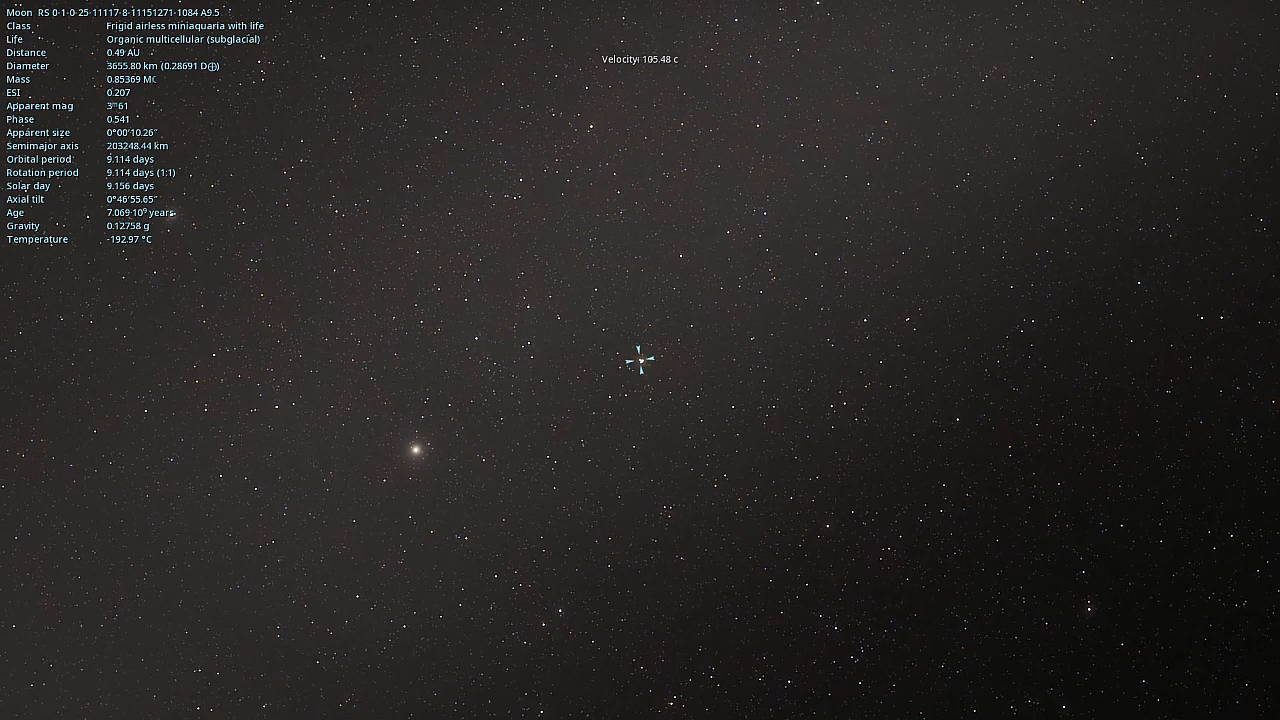 Moon RS 0-1-0-25-11117-8-11151271-1084 A9.5
Class Frigid airless miniaquaria with life
Life Organic multicellular (subglacial)
Distance 0.49 AU
Diameter 3655.80 km (0.28691 D⊕)
Mass 0.85369 M☾
ESI 0.207
Apparent mag 3ᵐ61
Phase 0.541
Apparent size 0°00′10.26″
Semimajor axis 203248.44 km
Orbital period 9.114 days
Rotation period 9.114 days (1:1)
Solar day 9.156 days
Axial tilt 0°46′55.65″
Age 7.069·10⁹ years
Gravity 0.12758 g
Temperature -192.97 °C
Velocity: 105.48 c